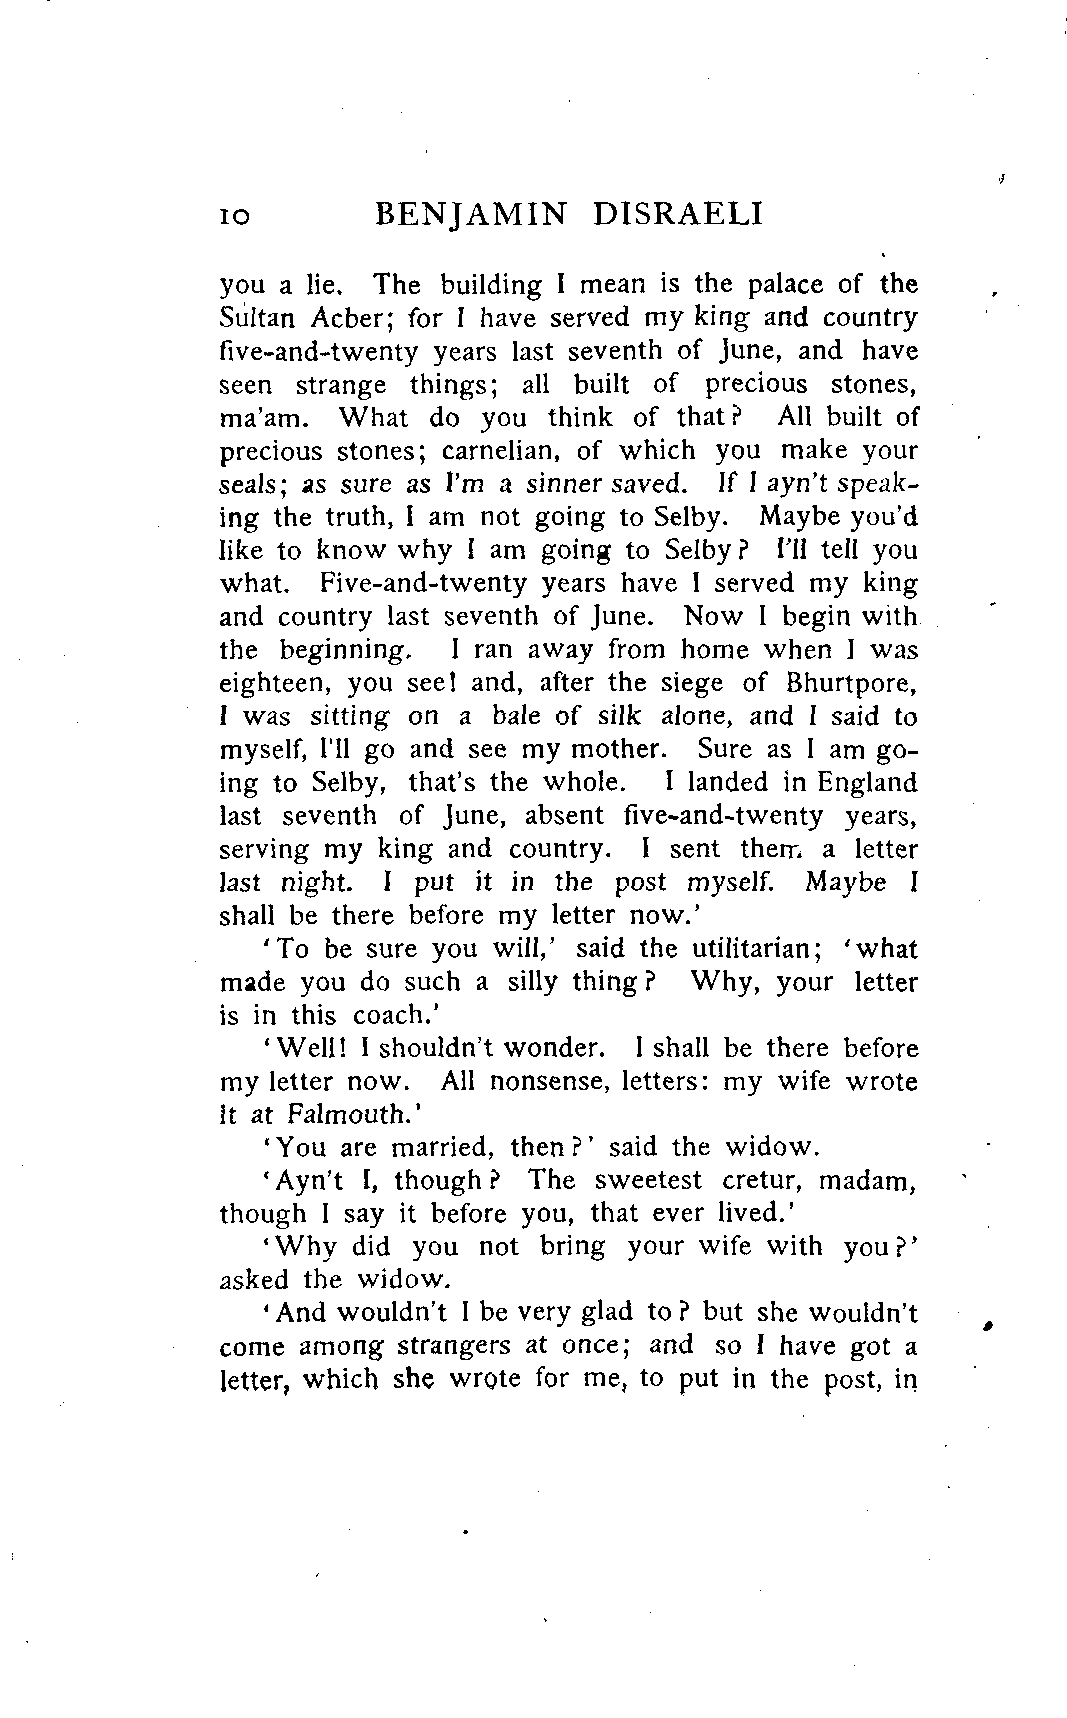 10 BENJAMIN DISRAELI
you a lie. The building I mean is the palace of the
Sultan Acber; for I have served my king and country
five-and-twenty years last seventh of June, and have
seen strange things; all built of precious stones,
ma'am. What do you think of that? All built of
precious stones; carnelian, of which you make your
seals; as sure as I'm a sinner saved. If I ayn't speak-
ing the truth, I am not going to Selby. Maybe you'd
like to know why I am going to Selby? I'll tell you
what. Five-and-twenty years have I served my king
and country last seventh of June. Now I begin with
the beginning. I ran away from home when I was
eighteen, you see! and, after the siege of Bhurtpore,
I was sitting on a bale of silk alone, and I said to
myself, I'll go and see my mother. Sure as I am go-
ing to Selby, that's the whole. I landed in England
last seventh of June, absent five-and-twenty years,
serving my king and country. I sent them a letter
last night. I put it in the post myself. Maybe I
shall be there before my letter now.'
'To be sure you will,' said the utilitarian; 'what
made you do such a silly thing? Why, your letter
is in this coach.'
'Well! I shouldn't wonder. I shall be there before
my letter now. All nonsense, letters: my wife wrote
it at Falmouth.'
'You are married, then?' said the widow.
'Ayn't I, though? The sweetest cretur, madam,
though I say it before you, that ever lived.'
'Why did you not bring your wife with you?'
asked the widow.
'And wouldn't I be very glad to? but she wouldn't
come among strangers at once; and so I have got a
letter, which she wrote for me, to put in the post, in